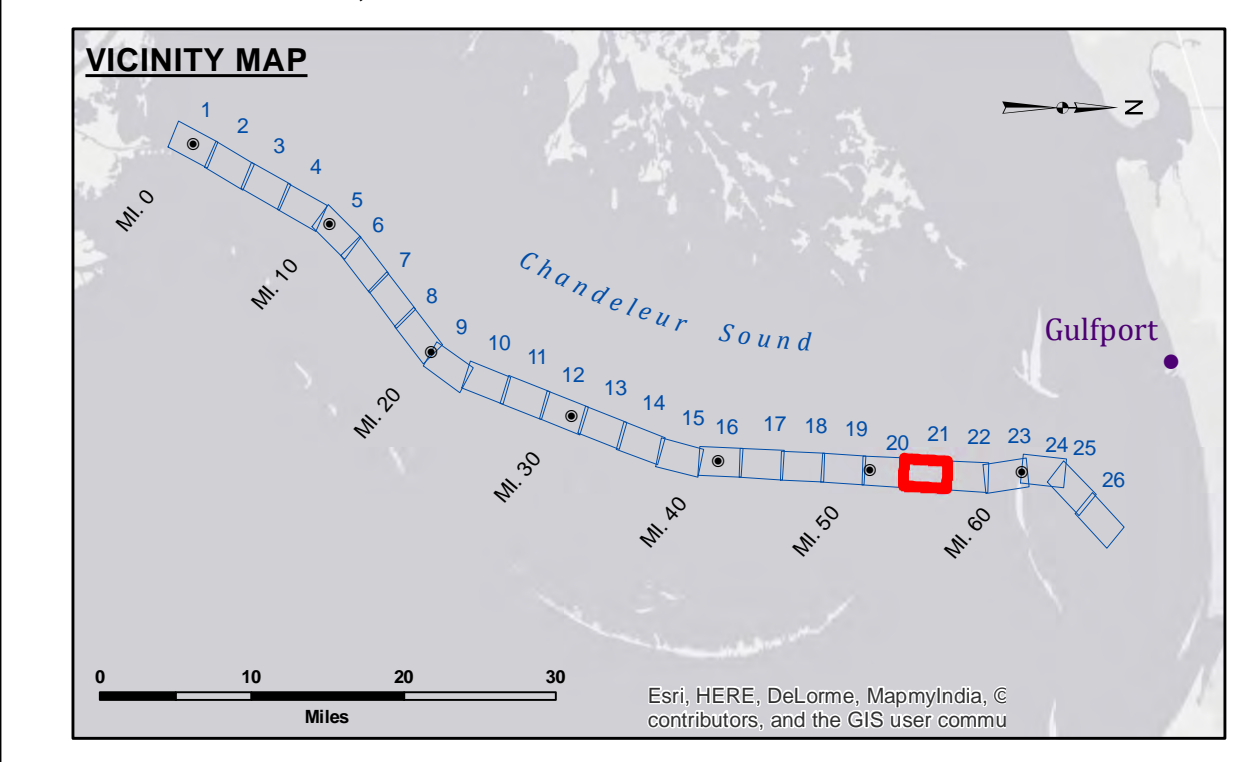 VICINITY MAP
N
1
2
3
4
5
6
7
8
9
10
11
12
13
14
15
16
17
18
19
20
21
22
23
24
25
26
MI. 0
MI. 10
MI. 20
MI. 30
MI. 40
MI. 50
MI. 60
Chandeleur Sound
Gulfport
0 10 20 30
Miles
Esri, HERE, DeLorme, MapmyIndia, ©
contributors, and the GIS user commu